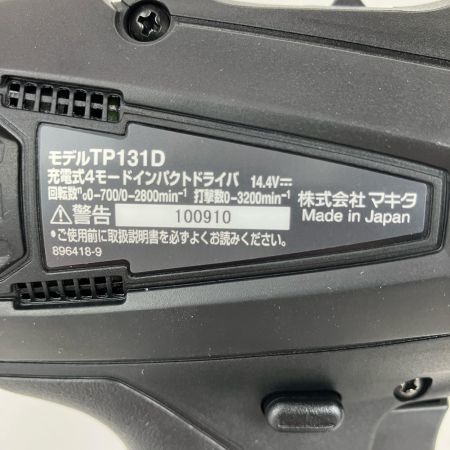 モデルTP131D
充電式4モードインパクトドライバ 14.4V⎓
回転数n₀0-700/0-2800min⁻¹ 打撃数0-3200min⁻¹
⚠警告 100910
•ご使用前に取扱説明書を必ずよくお読みください。
896418-9
株式会社 マキタ
Made in Japan